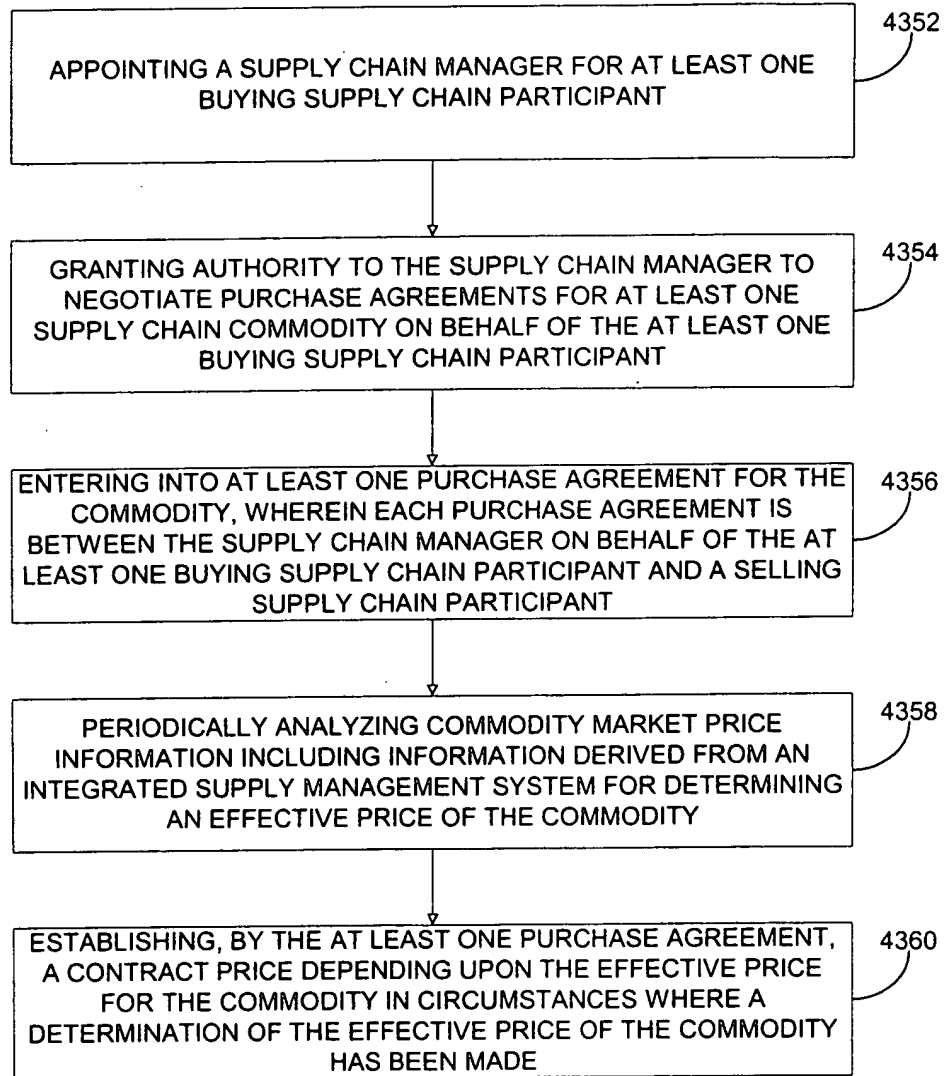 4352
APPOINTING A SUPPLY CHAIN MANAGER FOR AT LEAST ONE
BUYING SUPPLY CHAIN PARTICIPANT
4354
GRANTING AUTHORITY TO THE SUPPLY CHAIN MANAGER TO
NEGOTIATE PURCHASE AGREEMENTS FOR AT LEAST ONE
SUPPLY CHAIN COMMODITY ON BEHALF OF THE AT LEAST ONE
BUYING SUPPLY CHAIN PARTICIPANT
4356
ENTERING INTO AT LEAST ONE PURCHASE AGREEMENT FOR THE
COMMODITY, WHEREIN EACH PURCHASE AGREEMENT IS
BETWEEN THE SUPPLY CHAIN MANAGER ON BEHALF OF THE AT
LEAST ONE BUYING SUPPLY CHAIN PARTICIPANT AND A SELLING
SUPPLY CHAIN PARTICIPANT
4358
PERIODICALLY ANALYZING COMMODITY MARKET PRICE
INFORMATION INCLUDING INFORMATION DERIVED FROM AN
INTEGRATED SUPPLY MANAGEMENT SYSTEM FOR DETERMINING
AN EFFECTIVE PRICE OF THE COMMODITY
4360
ESTABLISHING, BY THE AT LEAST ONE PURCHASE AGREEMENT,
A CONTRACT PRICE DEPENDING UPON THE EFFECTIVE PRICE
FOR THE COMMODITY IN CIRCUMSTANCES WHERE A
DETERMINATION OF THE EFFECTIVE PRICE OF THE COMMODITY
HAS BEEN MADE